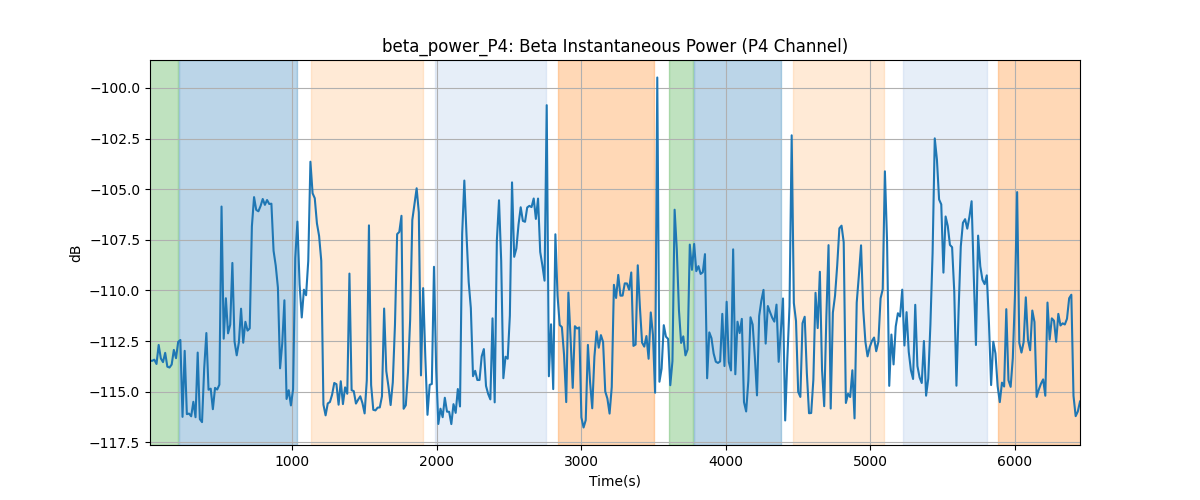 beta_power_P4: Beta Instantaneous Power (P4 Channel)
−100.0
−102.5
−105.0
−107.5
−110.0
−112.5
−115.0
−117.5
dB
1000 2000 3000 4000 5000 6000
Time(s)